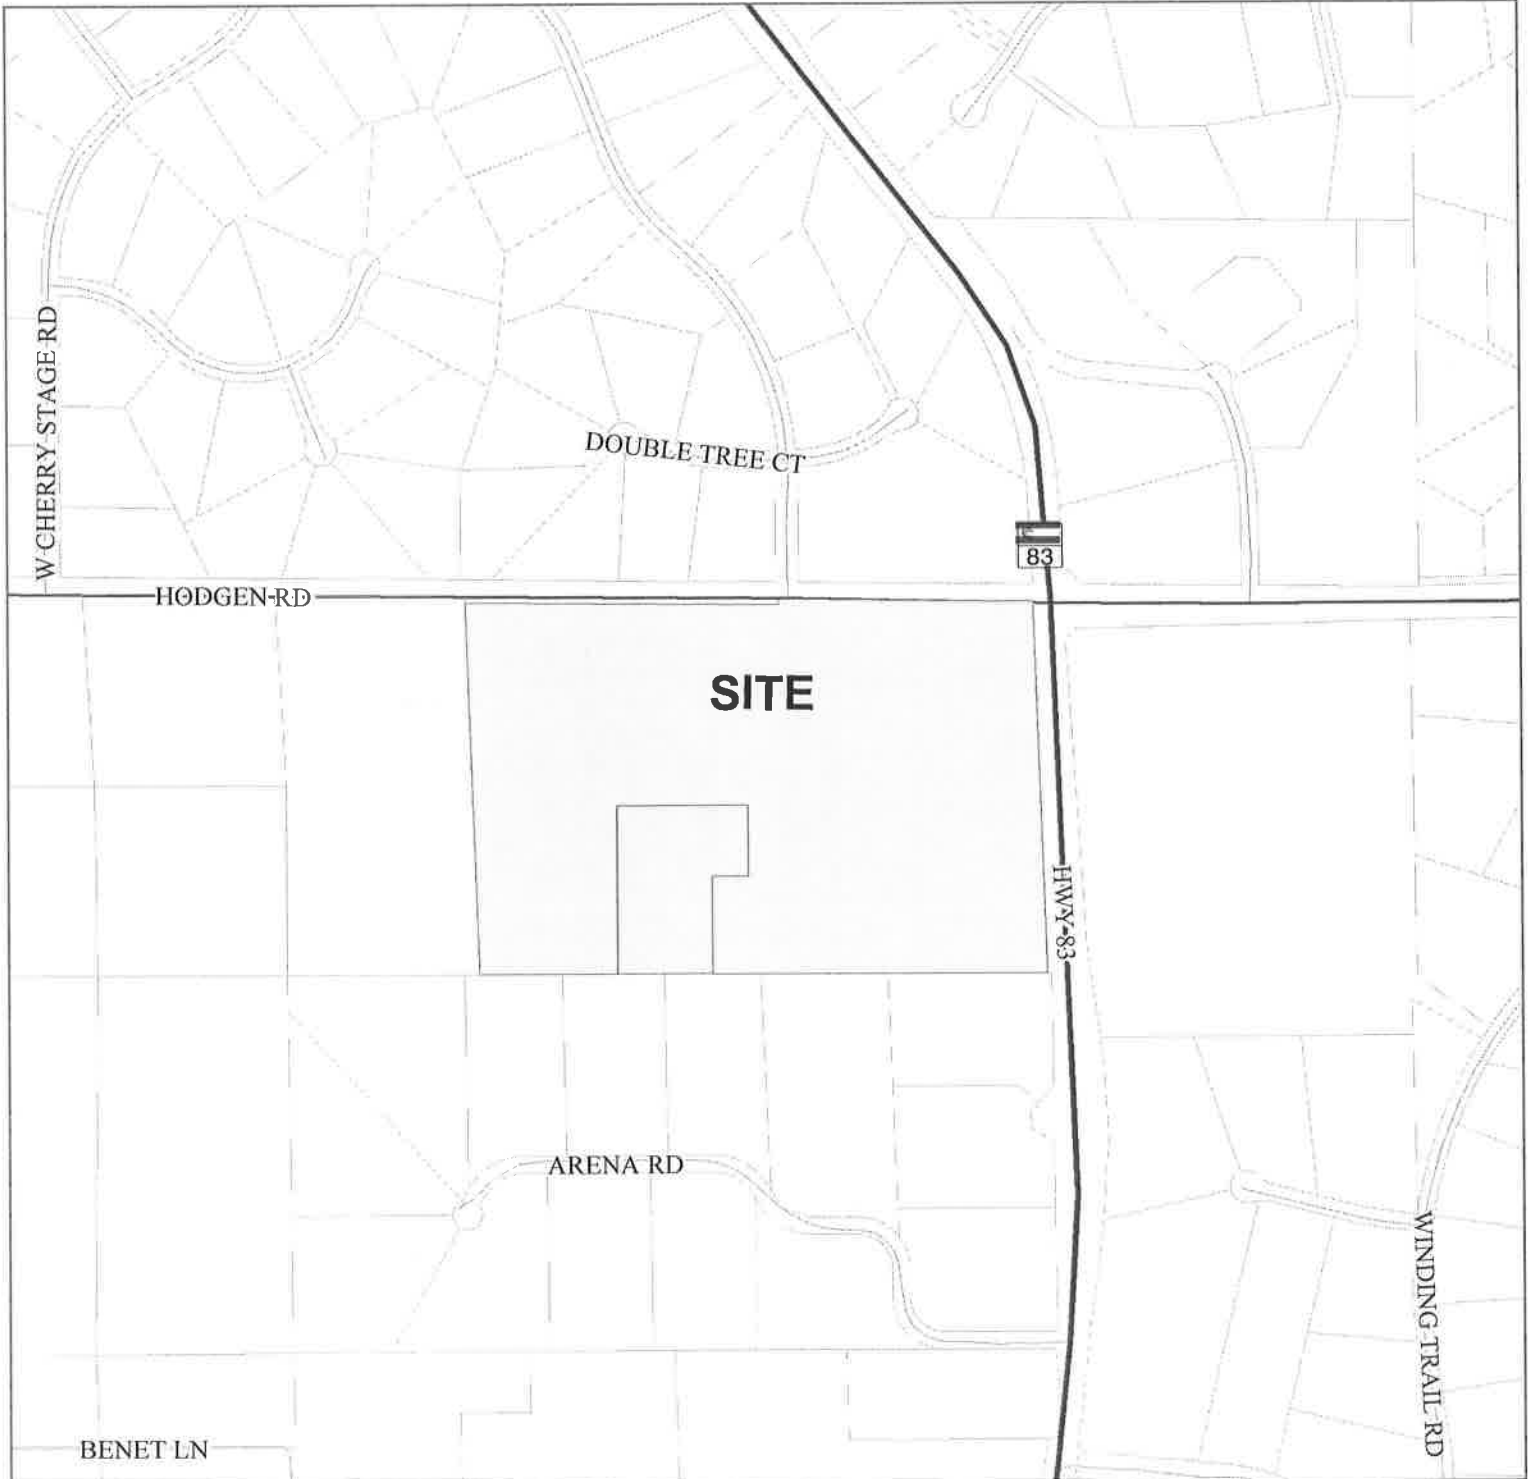 W CHERRY STAGE RD
DOUBLE TREE CT
83
HODGEN RD
SITE
HWY 83
ARENA RD
WINDING TRAIL RD
BENET LN